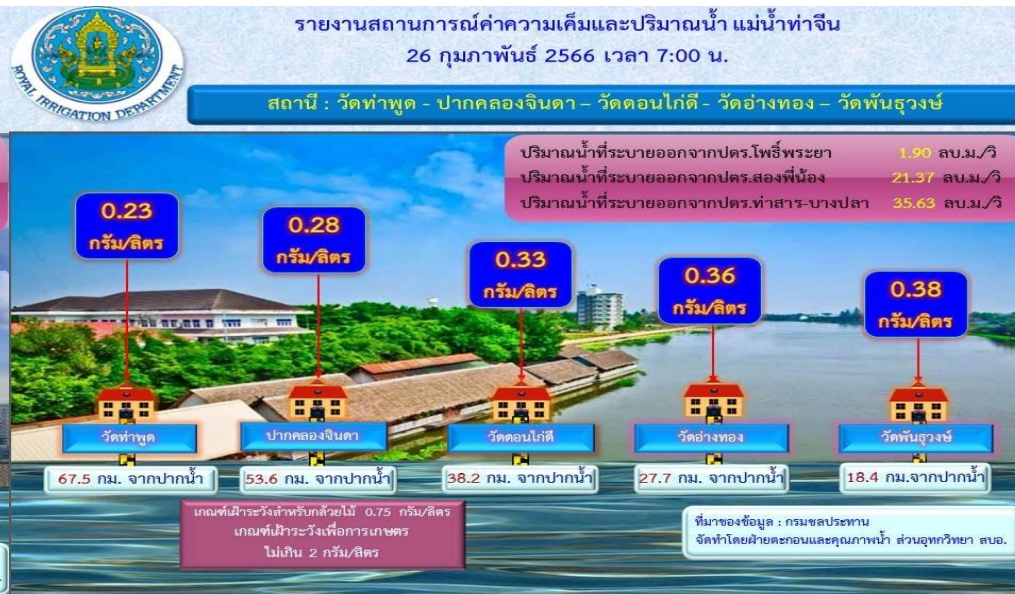 รายงานสถานการณ์ค่าความเค็มและปริมาณน้ำ แม่น้ำท่าจีน
26 กุมภาพันธ์ 2566 เวลา 7:00 น.
ROYAL IRRIGATION DEPARTMENT
สถานี : วัดท่าพูด - ปากคลองจินดา – วัดดอนไก่ดี - วัดอ่างทอง – วัดพันธุวงษ์
ปริมาณน้ำที่ระบายออกจากปตร.โพธิ์พระยา 1.90 ลบ.ม./วิ
ปริมาณน้ำที่ระบายออกจากปตร.สองพี่น้อง 21.37 ลบ.ม./วิ
ปริมาณน้ำที่ระบายออกจากปตร.ท่าสาร-บางปลา 35.63 ลบ.ม./วิ
0.23
กรัม/ลิตร
0.28
กรัม/ลิตร
0.33
กรัม/ลิตร
0.36
กรัม/ลิตร
0.38
กรัม/ลิตร
วัดท่าพูด
ปากคลองจินดา
วัดดอนไก่ดี
วัดอ่างทอง
วัดพันธุวงษ์
67.5 กม. จากปากน้ำ
53.6 กม. จากปากน้ำ
38.2 กม. จากปากน้ำ
27.7 กม. จากปากน้ำ
18.4 กม.จากปากน้ำ
เกณฑ์เฝ้าระวังสำหรับกล้วยไม้ 0.75 กรัม/ลิตร
เกณฑ์เฝ้าระวังเพื่อการเกษตร
ไม่เกิน 2 กรัม/ลิตร
ที่มาของข้อมูล : กรมชลประทาน
จัดทำโดยฝ่ายตะกอนและคุณภาพน้ำ ส่วนอุทกวิทยา สบอ.